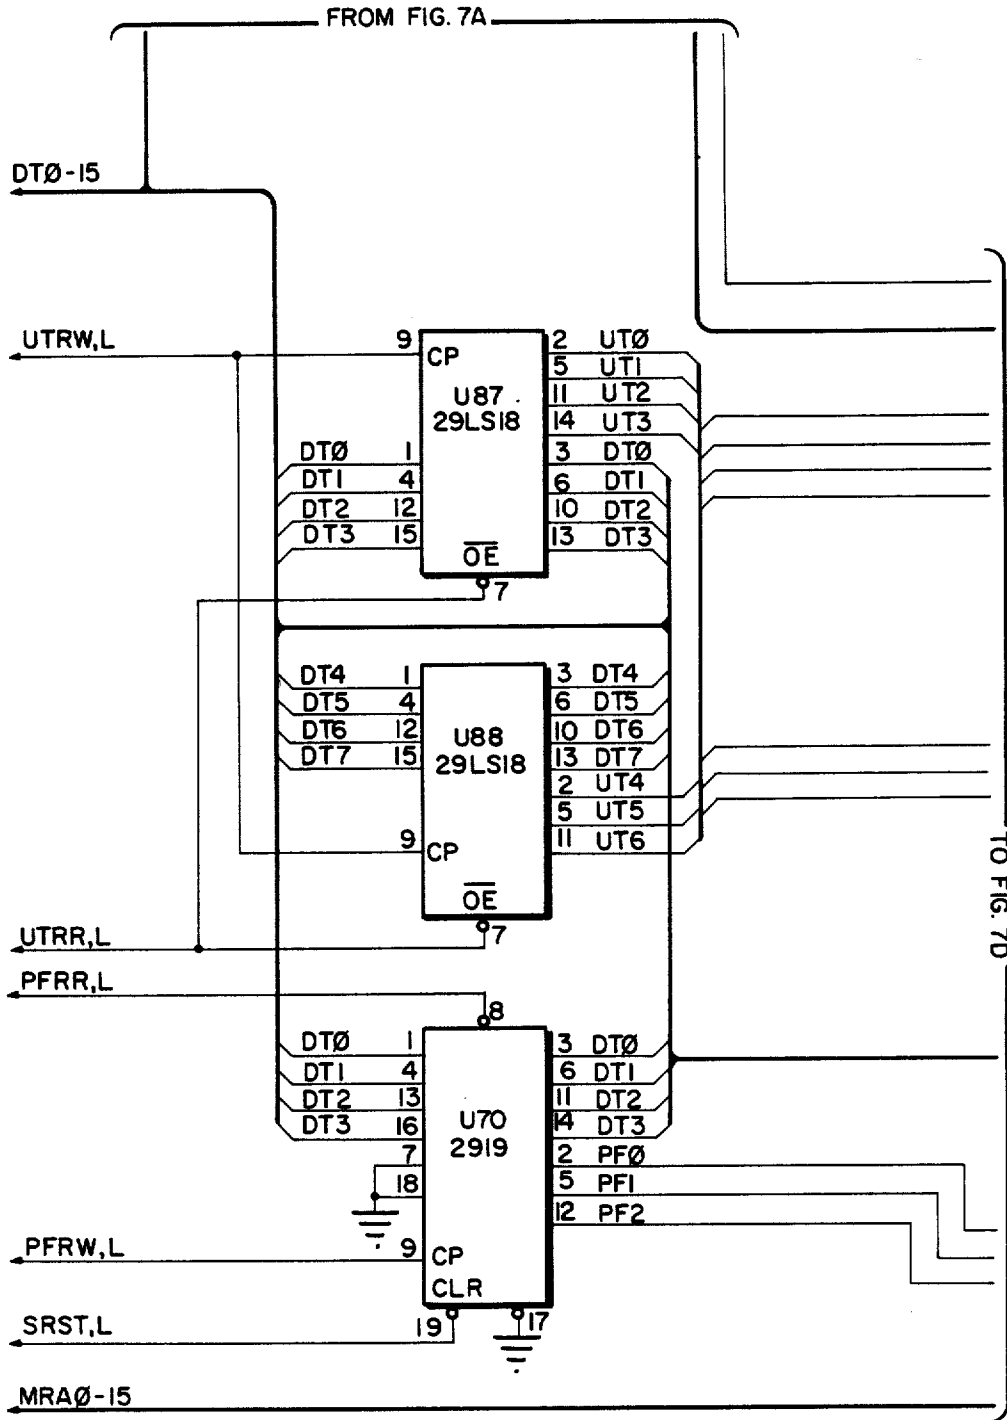 FROM FIG. 7A
DTØ-15
UTRW,L
9
CP
U87
29LS18
2 UTØ
5 UT1
11 UT2
14 UT3
DTØ 1
3 DTØ
DT1 4
6 DT1
DT2 12
10 DT2
DT3 15
13 DT3
OE
7
DT4 1
3 DT4
DT5 4
6 DT5
DT6 12
10 DT6
DT7 15
13 DT7
U88
29LS18
2 UT4
5 UT5
11 UT6
9
CP
OE
7
TO FIG. 7D
UTRR,L
PFRR,L
8
DTØ 1
3 DTØ
DT1 4
6 DT1
DT2 13
11 DT2
DT3 16
14 DT3
U70
2919
7
2 PFØ
18
5 PF1
12 PF2
PFRW,L
9
CP
CLR
19
17
SRST,L
MRAØ-15